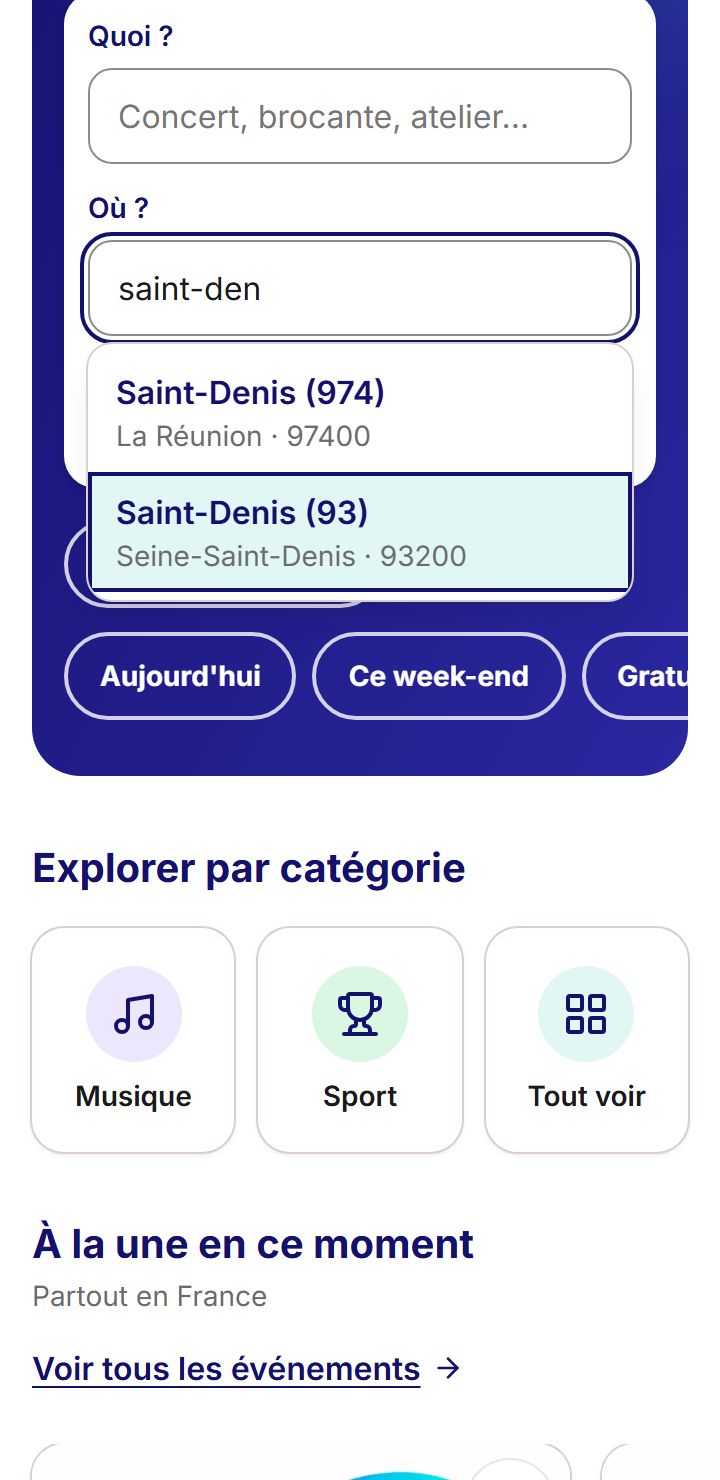 Quoi ?
Concert, brocante, atelier...
Où ?
saint-den
Saint-Denis (974)
La Réunion · 97400
Saint-Denis (93)
Seine-Saint-Denis · 93200
Aujourd'hui
Ce week-end
Gratu
Explorer par catégorie
Musique
Sport
Tout voir
À la une en ce moment
Partout en France
Voir tous les événements →